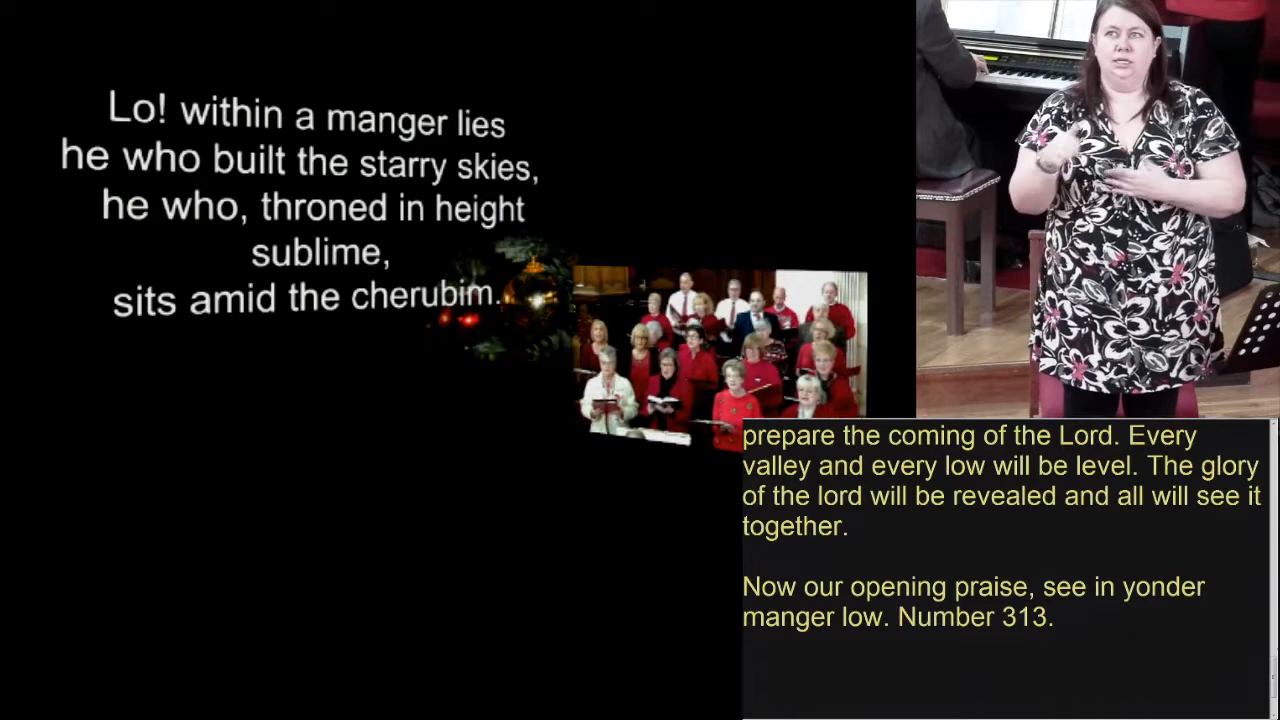 Lo! within a manger lies
he who built the starry skies,
he who, throned in height
sublime,
sits amid the cherubim.
prepare the coming of the Lord. Every
valley and every low will be level. The glory
of the lord will be revealed and all will see it
together.
Now our opening praise, see in yonder
manger low. Number 313.